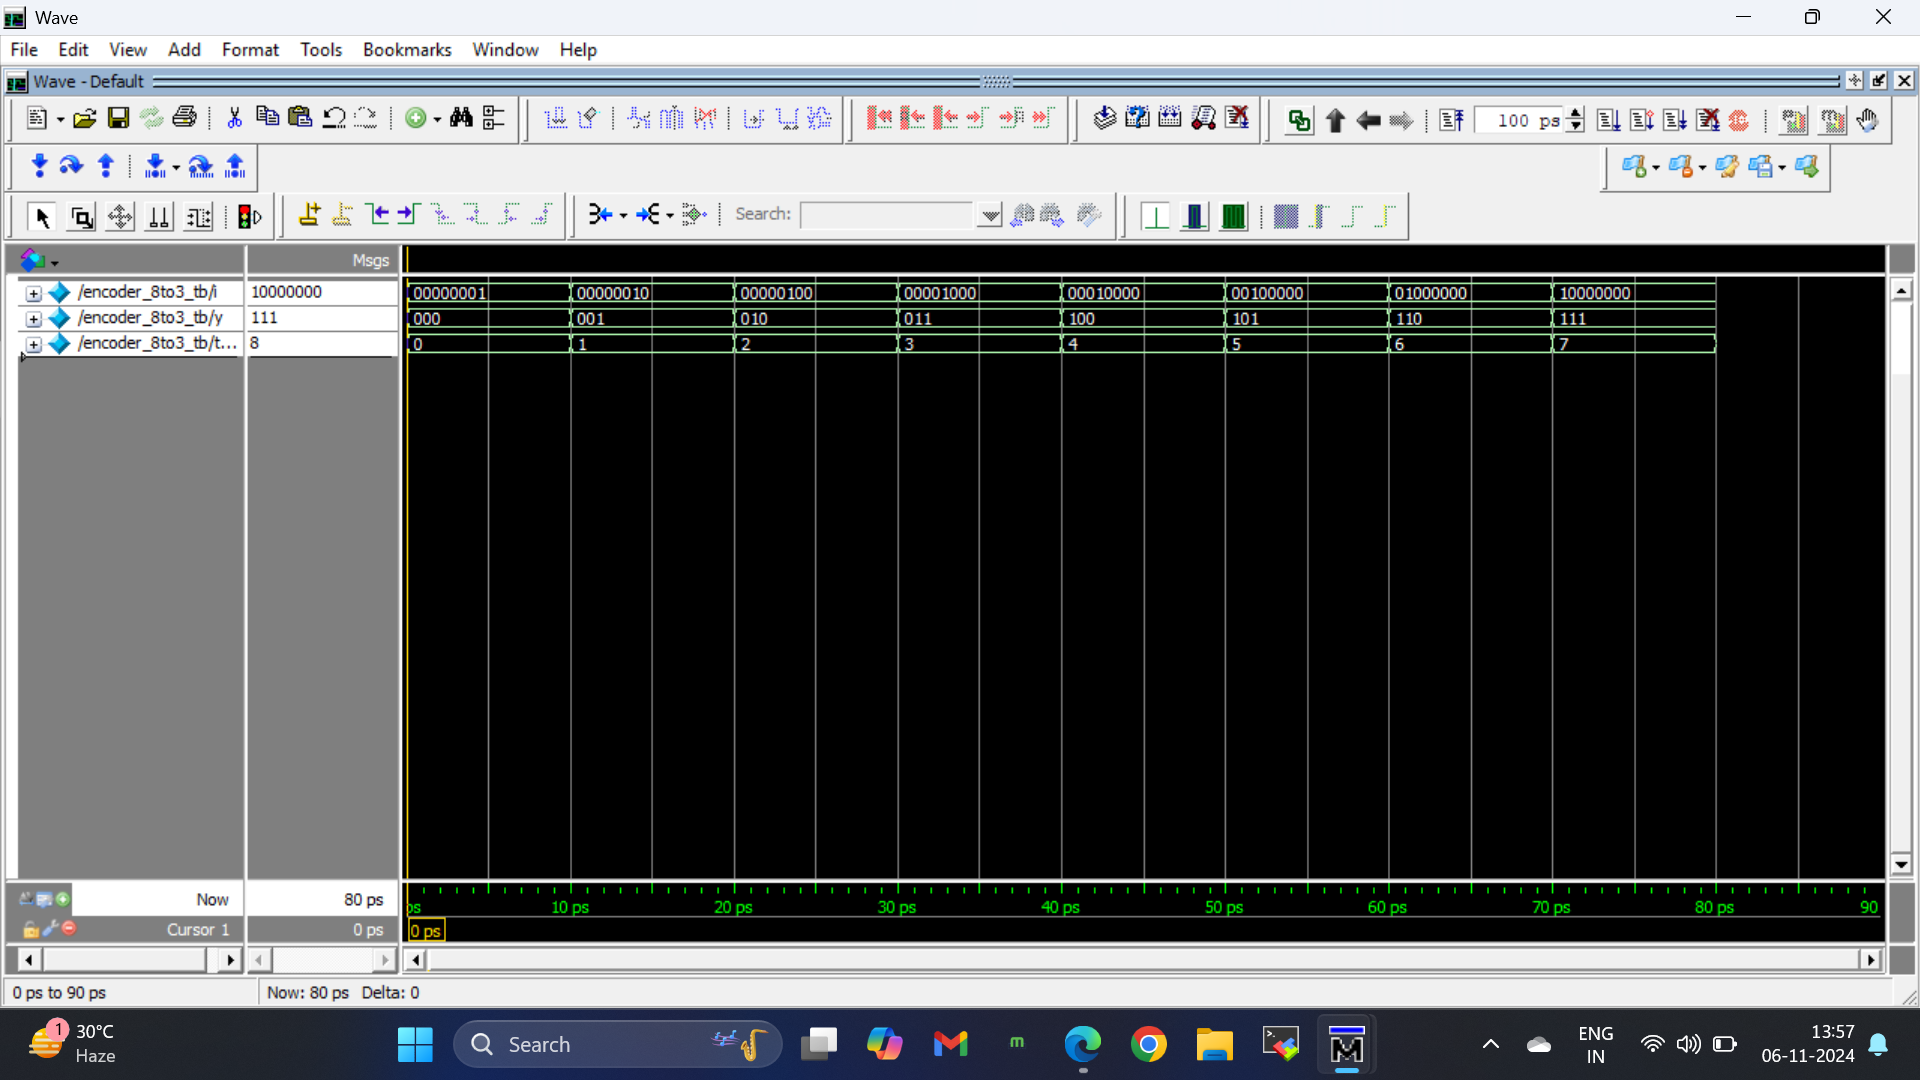 Wave
File Edit View Add Format Tools Bookmarks Window Help
Wave - Default
100 ps
Search:
Msgs
/encoder_8to3_tb/i 10000000 00000001 00000010 00000100 00001000 00010000 00100000 01000000 10000000
/encoder_8to3_tb/y 111 000 001 010 011 100 101 110 111
/encoder_8to3_tb/t... 8 0 1 2 3 4 5 6 7
Now 80 ps ps 10 ps 20 ps 30 ps 40 ps 50 ps 60 ps 70 ps 80 ps 90
Cursor 1 0 ps 0 ps
0 ps to 90 ps Now: 80 ps Delta: 0
1 30°C
Haze
Search
m
M
ENG
IN
13:57
06-11-2024